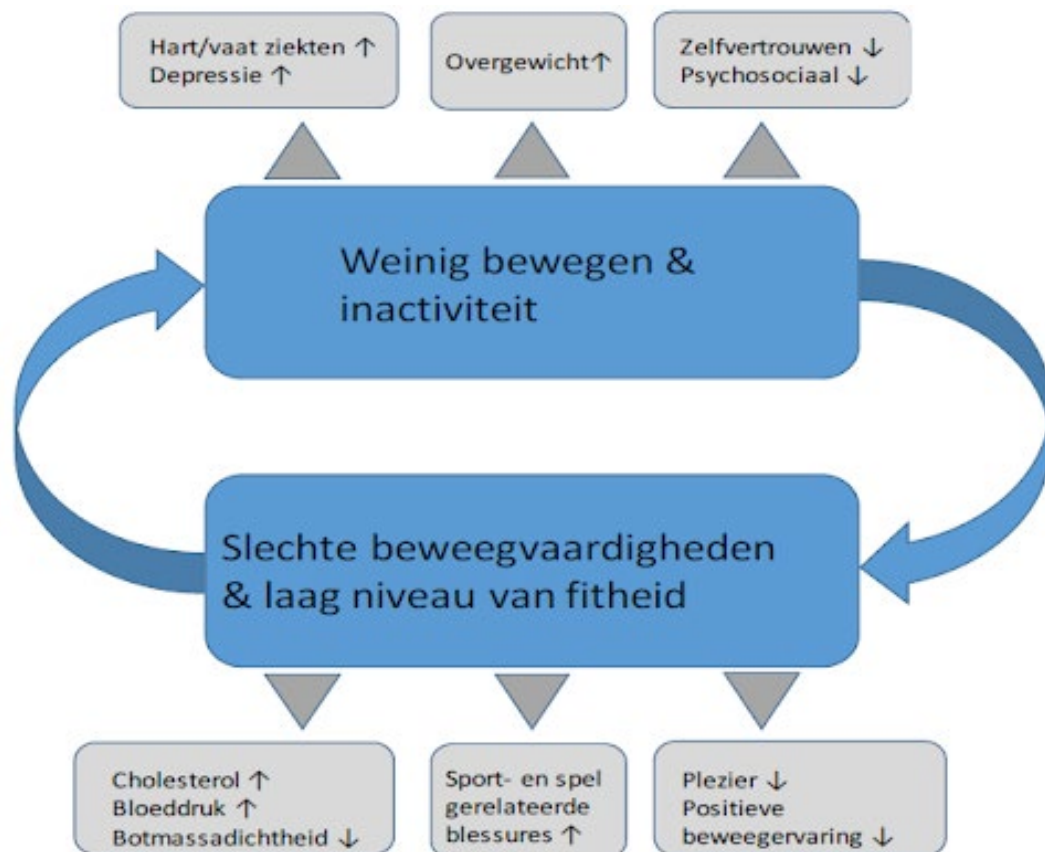 Hart/vaat ziekten ↑
Depressie ↑
Overgewicht↑
Zelfvertrouwen ↓
Psychosociaal ↓
Weinig bewegen &
inactiviteit
Slechte beweegvaardigheden
& laag niveau van fitheid
Cholesterol ↑
Bloeddruk ↑
Botmassadichtheid ↓
Sport- en spel
gerelateerde
blessures ↑
Plezier ↓
Positieve
beweegervaring ↓